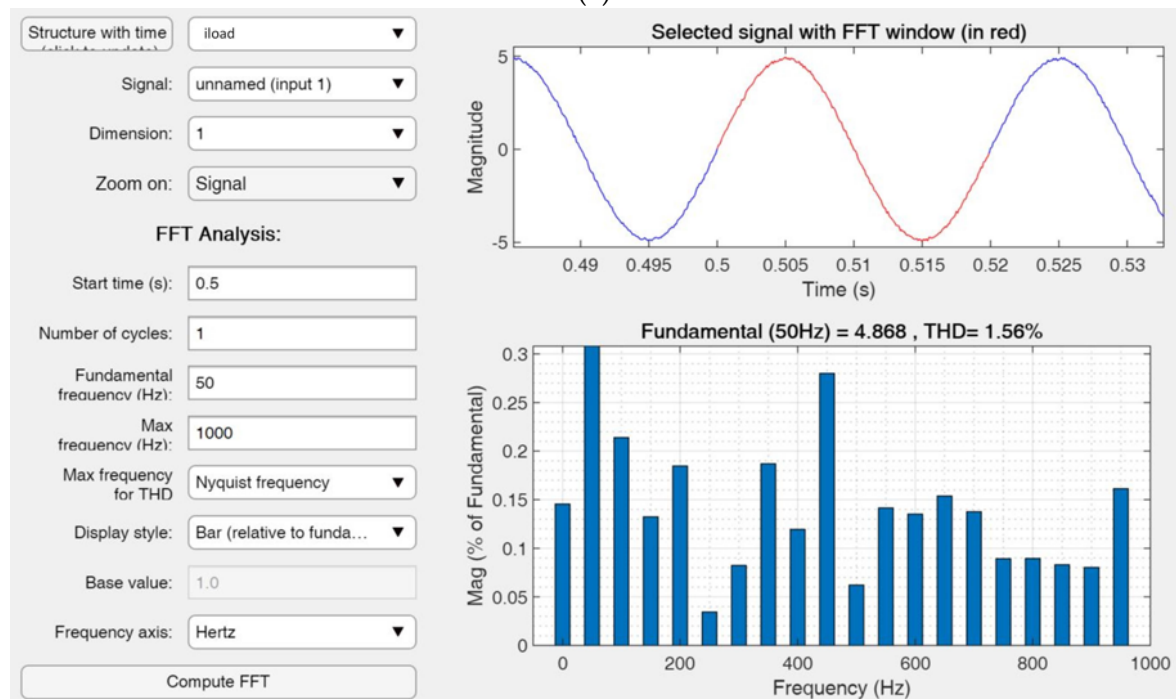 Structure with time
iload
Signal:
unnamed (input 1)
Dimension:
1
Zoom on:
Signal
FFT Analysis:
Start time (s):
0.5
Number of cycles:
1
Fundamental
frequency (Hz):
50
Max
frequency (Hz):
1000
Max frequency
for THD
Nyquist frequency
Display style:
Bar (relative to funda...
Base value:
1.0
Frequency axis:
Hertz
Compute FFT
Selected signal with FFT window (in red)
Magnitude
5
0
-5
0.49 0.495 0.5 0.505 0.51 0.515 0.52 0.525 0.53
Time (s)
Fundamental (50Hz) = 4.868 , THD= 1.56%
Mag (% of Fundamental)
0.3
0.25
0.2
0.15
0.1
0.05
0
0 200 400 600 800 1000
Frequency (Hz)